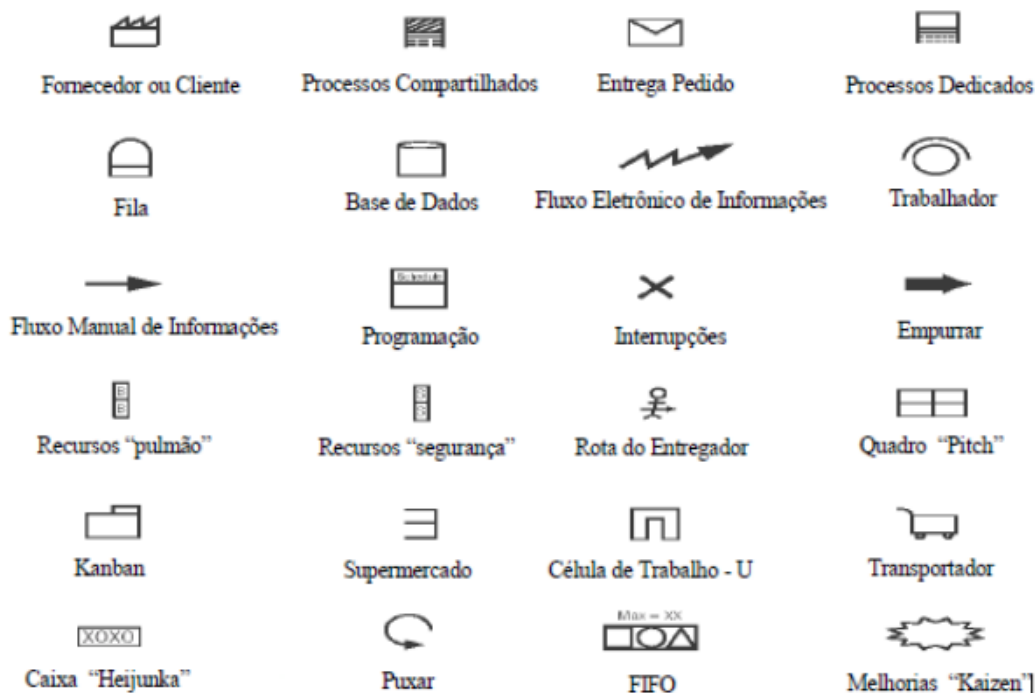 Fornecedor ou Cliente
Processos Compartilhados
Entrega Pedido
Processos Dedicados
Fila
Base de Dados
Fluxo Eletrônico de Informações
Trabalhador
Schedule
Fluxo Manual de Informações
Programação
Interrupções
Empurrar
B
B
S
S
Recursos “pulmão”
Recursos “segurança”
Rota do Entregador
Quadro “Pitch”
Kanban
Supermercado
Célula de Trabalho - U
Transportador
XOXO
Max = XX
Caixa “Heijunka”
Puxar
FIFO
Melhorias “Kaizen”